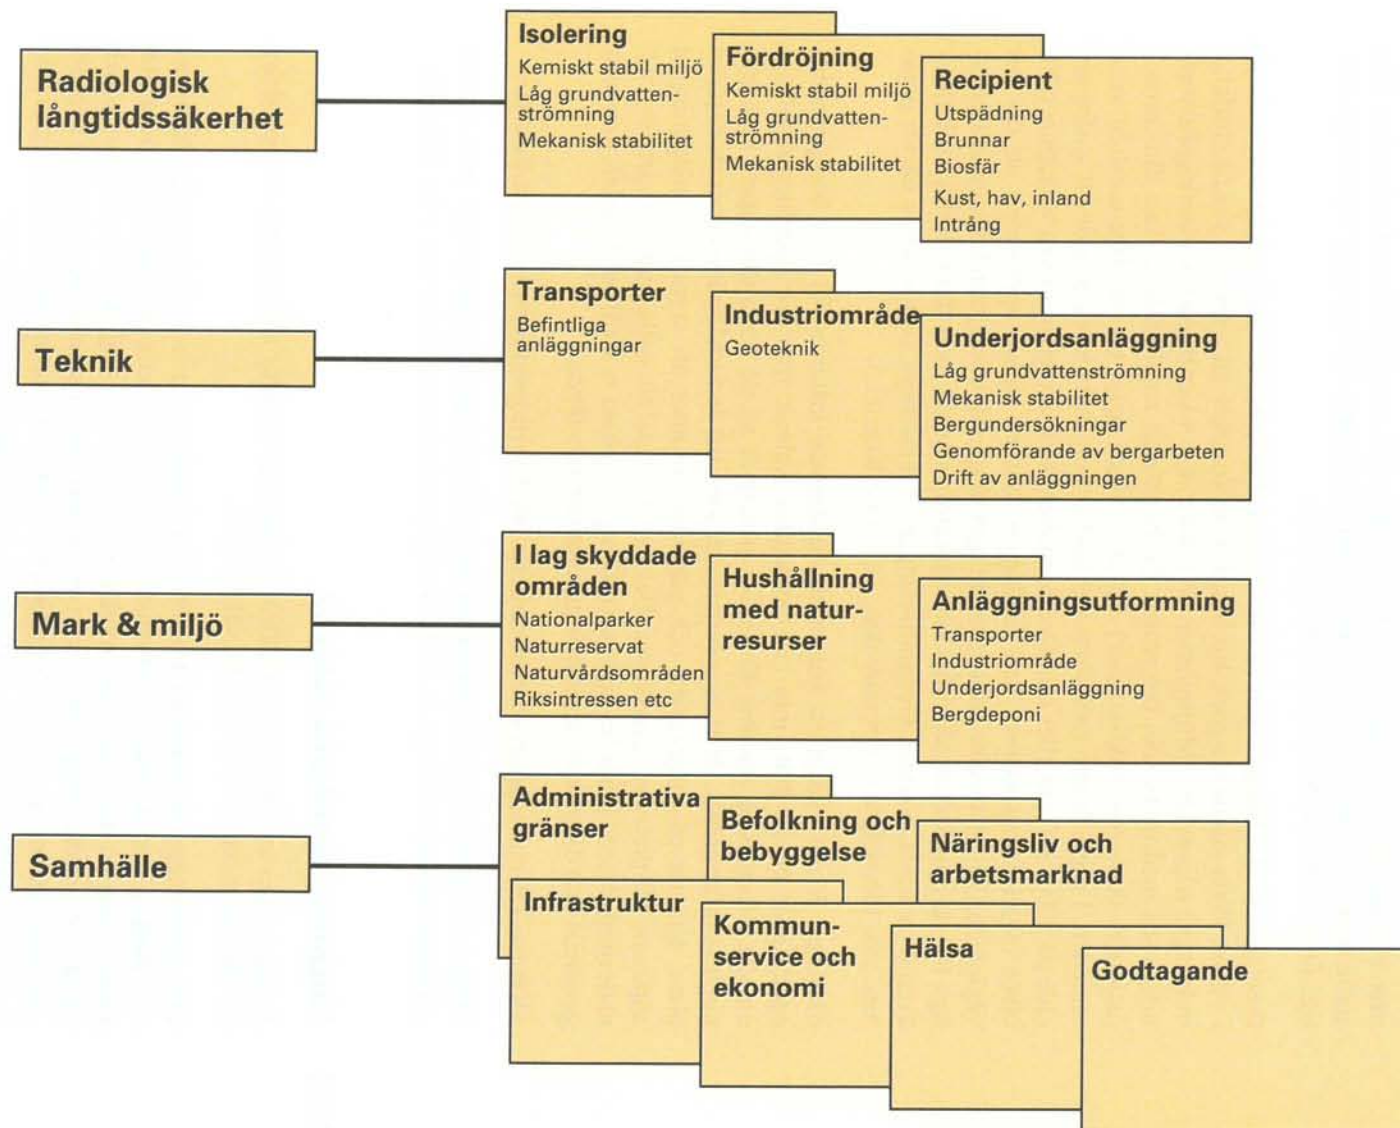 Radiologisk
långtidssäkerhet
Isolering
Kemiskt stabil miljö
Låg grundvatten-
strömning
Mekanisk stabilitet
Fördröjning
Kemiskt stabil miljö
Låg grundvatten-
strömning
Mekanisk stabilitet
Recipient
Utspädning
Brunnar
Biosfär
Kust, hav, inland
Intrång
Teknik
Transporter
Befintliga
anläggningar
Industriområde
Geoteknik
Underjordsanläggning
Låg grundvattenströmning
Mekanisk stabilitet
Bergundersökningar
Genomförande av bergarbeten
Drift av anläggningen
Mark & miljö
I lag skyddade
områden
Nationalparker
Naturreservat
Naturvårdsområden
Riksintressen etc
Hushållning
med natur-
resurser
Anläggningsutformning
Transporter
Industriområde
Underjordsanläggning
Bergdeponi
Samhälle
Administrativa
gränser
Befolkning och
bebyggelse
Näringsliv och
arbetsmarknad
Infrastruktur
Kommun-
service och
ekonomi
Hälsa
Godtagande